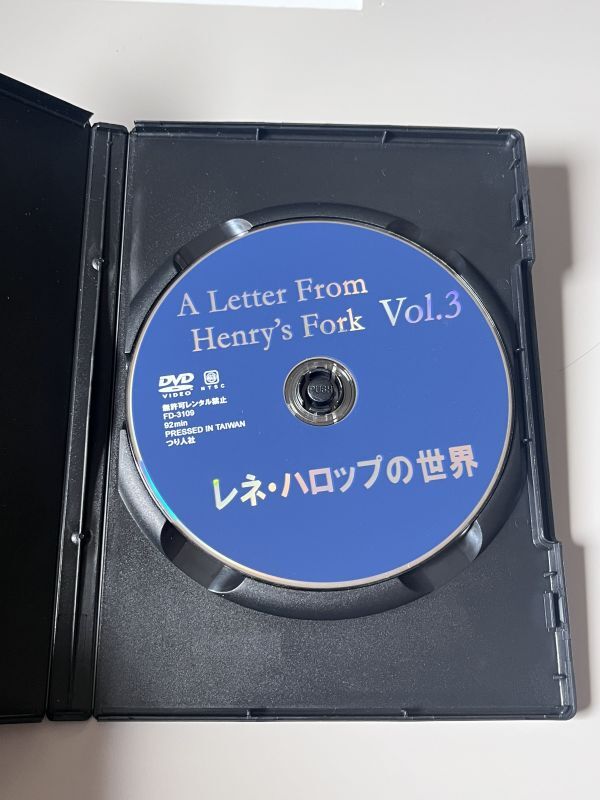 A Letter From
Henry's Fork Vol.3
DVD
VIDEO
NTSC
無許可レンタル禁止
FD-3109
92min
PRESSED IN TAIWAN
つり人社
PUSH
レネ・ハロップの世界